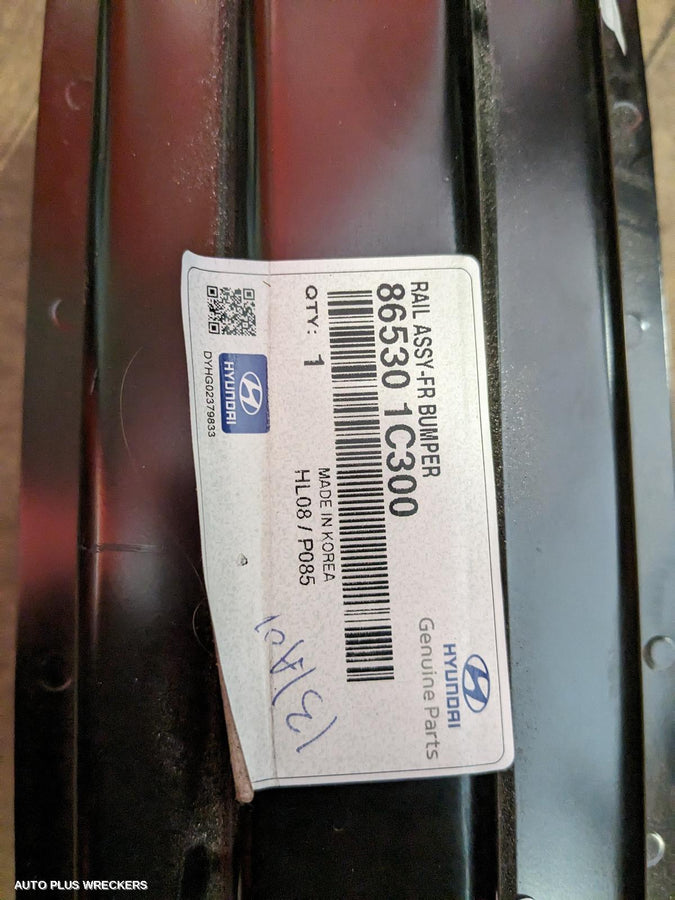 RAIL ASSY-FR BUMPER
86530 1C300
HYUNDAI
Genuine Parts
QTY: 1
MADE IN KOREA
HL08 / P085
HYUNDAI
DYHG02379833
AUTO PLUS WRECKERS